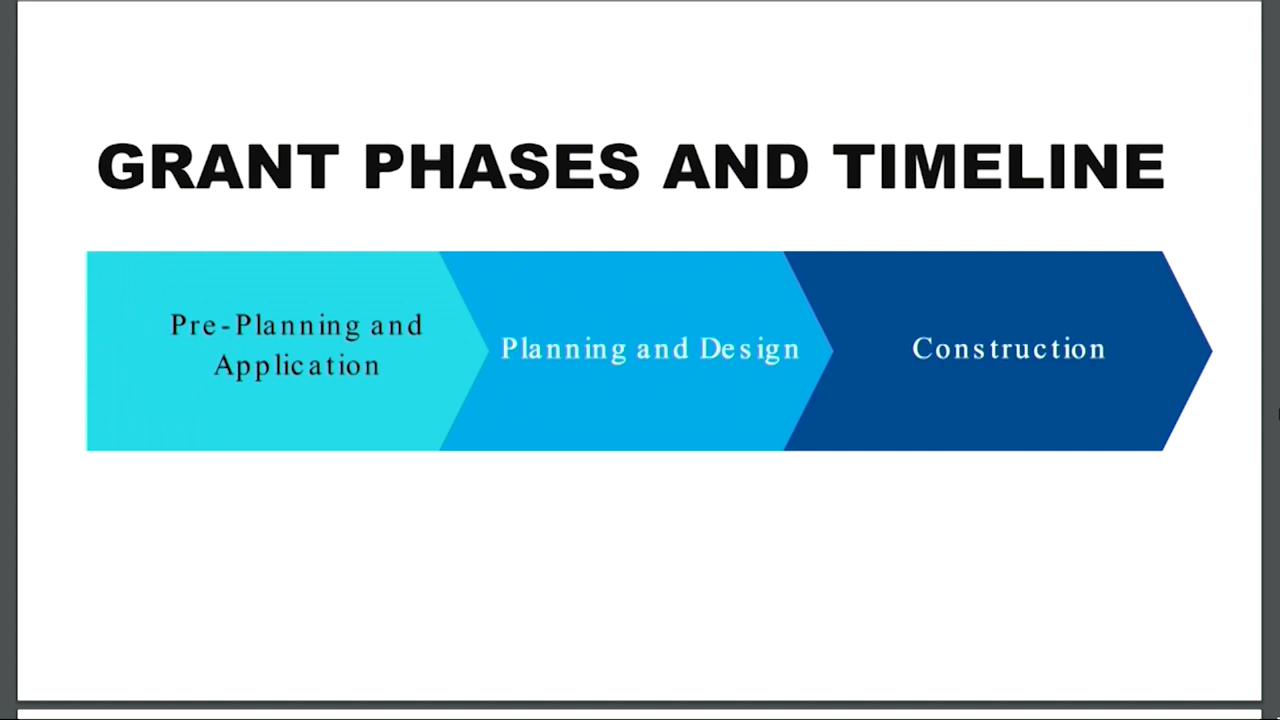 GRANT PHASES AND TIMELINE
Pre-Planning and
Application
Planning and Design
Construction